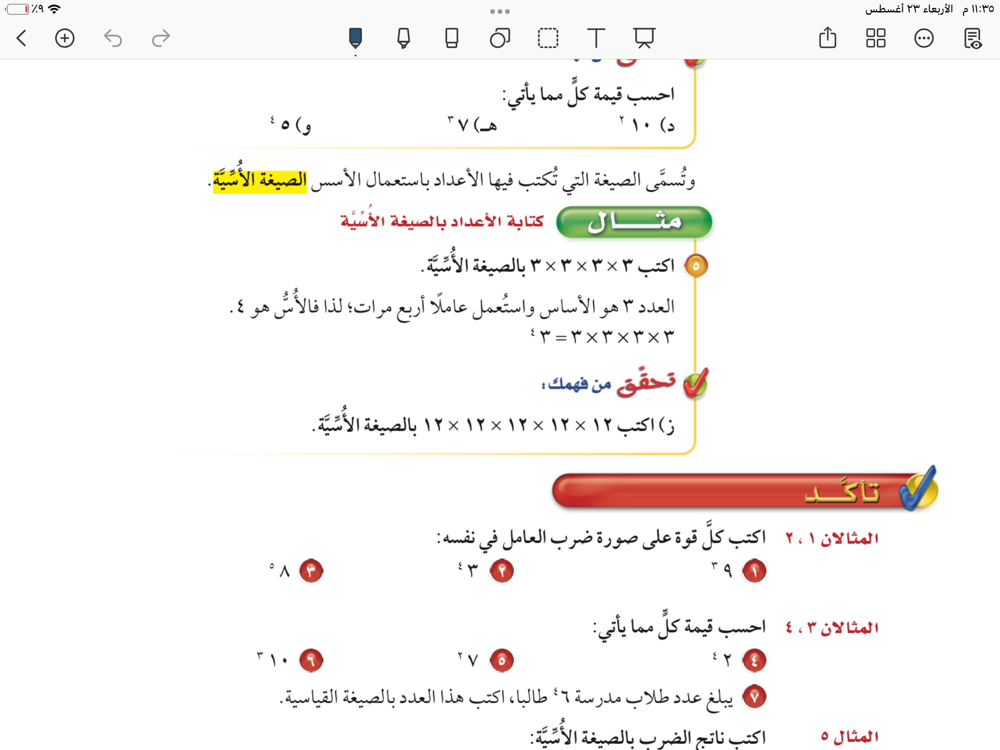 ١١:٣٥ م الأربعاء ٢٣ أغسطس
٩٪
احسب قيمة كلٍّ مما يأتي:
د) ١٠ ٢ هـ) ٧ ٣ و) ٥ ٤
وتُسمَّى الصيغة التي تُكتب فيها الأعداد باستعمال الأسس الصيغة الأُسِّيَّة.
مثـــال كتابة الأعداد بالصيغة الأُسِّيَّة
٥ اكتب ٣ × ٣ × ٣ × ٣ بالصيغة الأُسِّيَّة.
العدد ٣ هو الأساس واستُعمل عاملًا أربع مرات؛ لذا فالأُسُّ هو ٤ .
٣ × ٣ × ٣ × ٣ = ٣ ٤
تحقَّق من فهمك:
ز) اكتب ١٢ × ١٢ × ١٢ × ١٢ × ١٢ بالصيغة الأُسِّيَّة.
تأكَّـــد
المثالان ١ ، ٢ اكتب كلَّ قوة على صورة ضرب العامل في نفسه:
١ ٩ ٣ ٢ ٣ ٤ ٣ ٨ ٥
المثالان ٣ ، ٤ احسب قيمة كلٍّ مما يأتي:
٤ ٢ ٤ ٥ ٧ ٢ ٦ ١٠ ٣
٧ يبلغ عدد طلاب مدرسة ٦ ٤ طالبا، اكتب هذا العدد بالصيغة القياسية.
المثال ٥ اكتب ناتج الضرب بالصيغة الأُسِّيَّة: